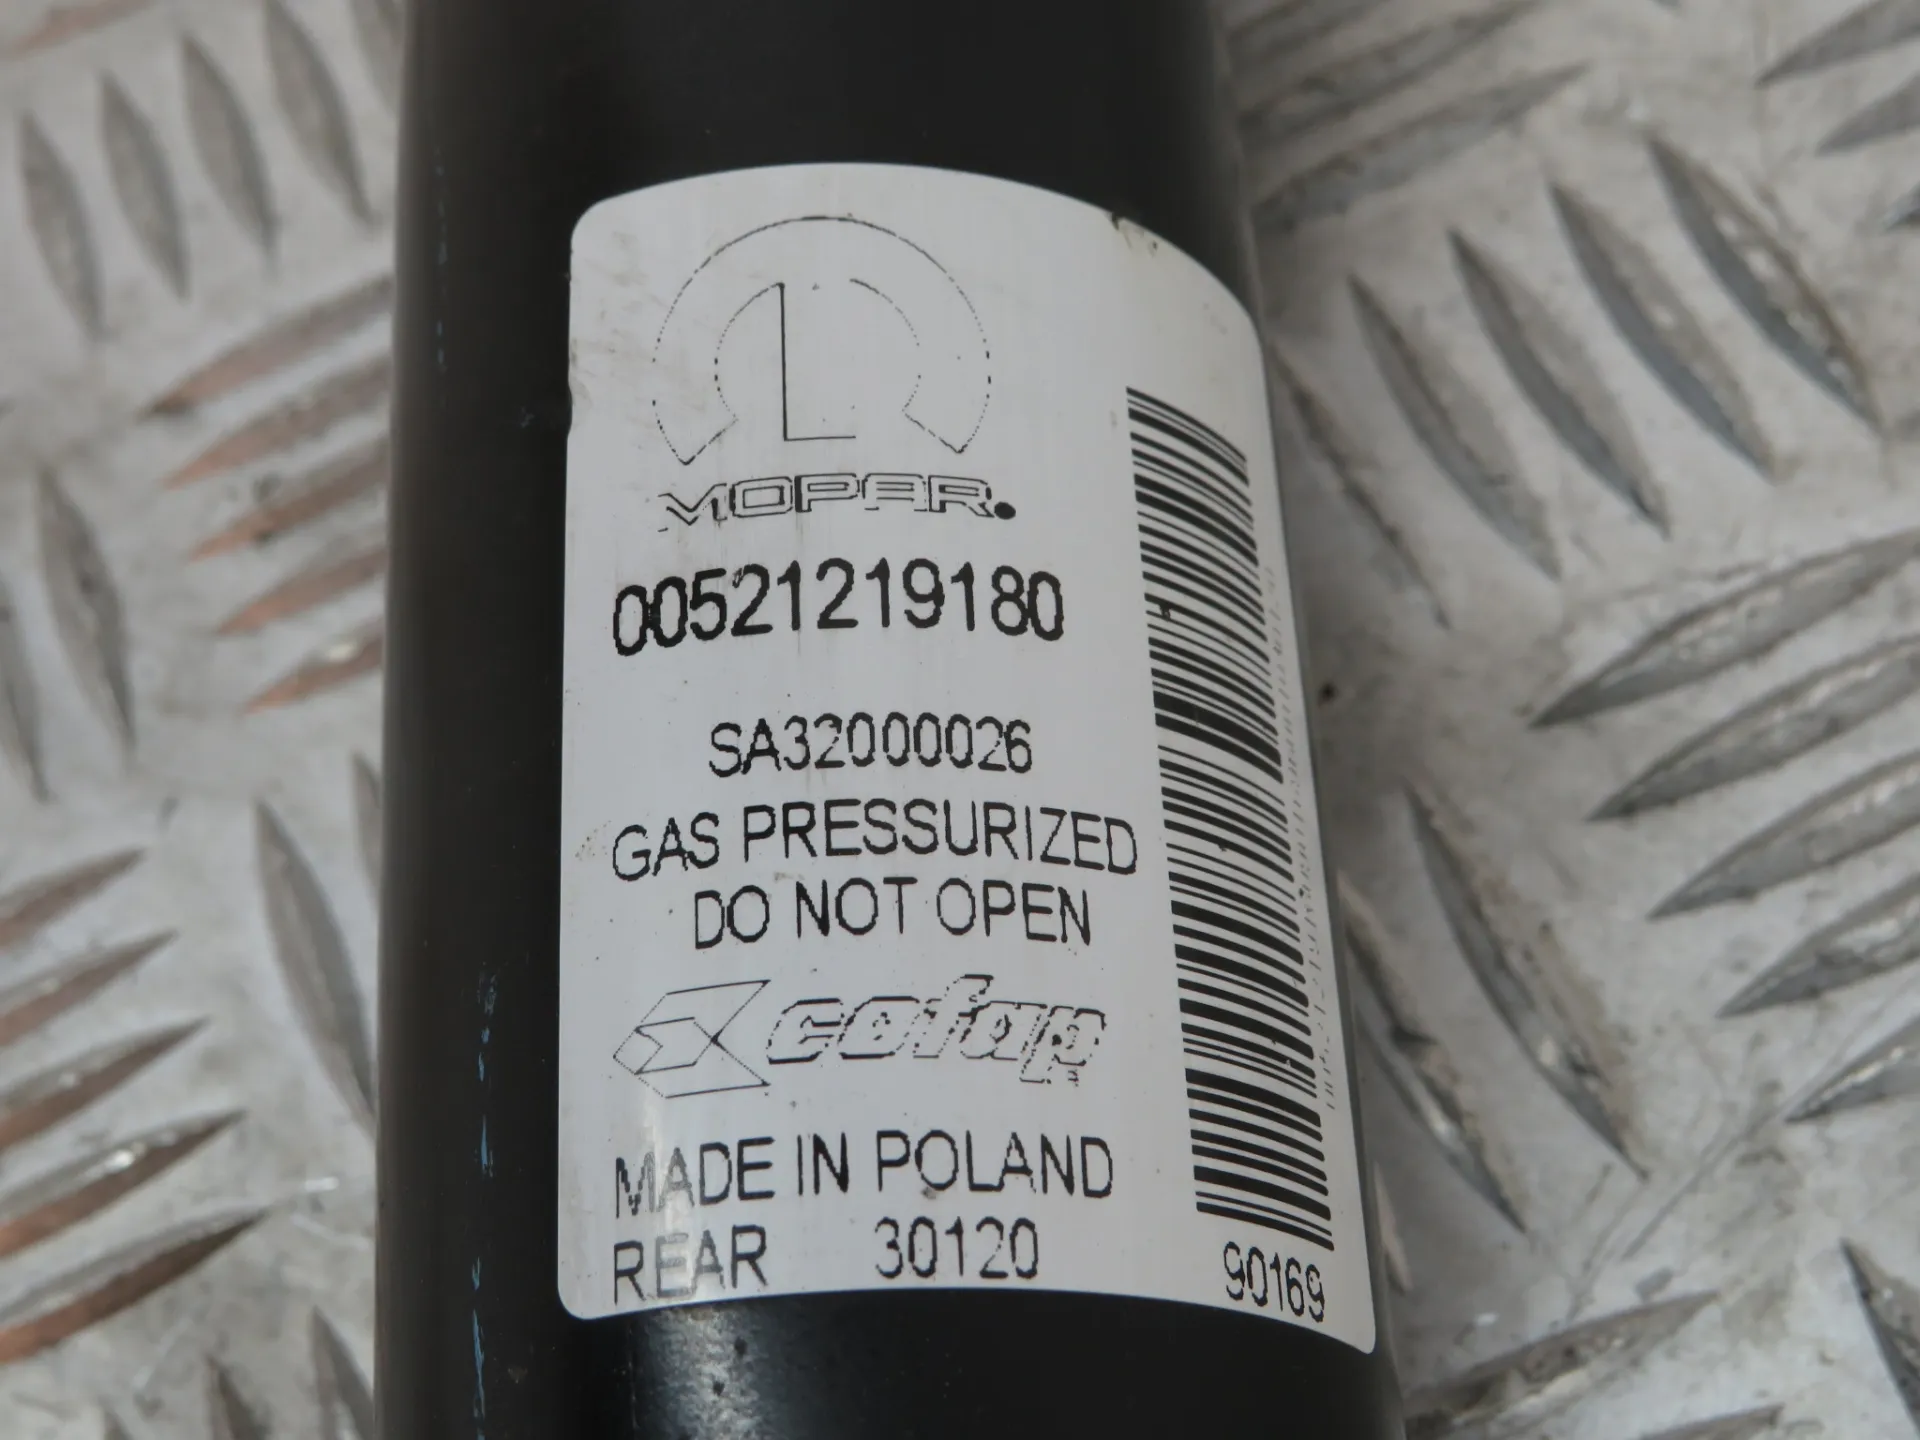 MOPAR.
00521219180
SA32000026
GAS PRESSURIZED
DO NOT OPEN
cofap
MADE IN POLAND
REAR 30120
90169